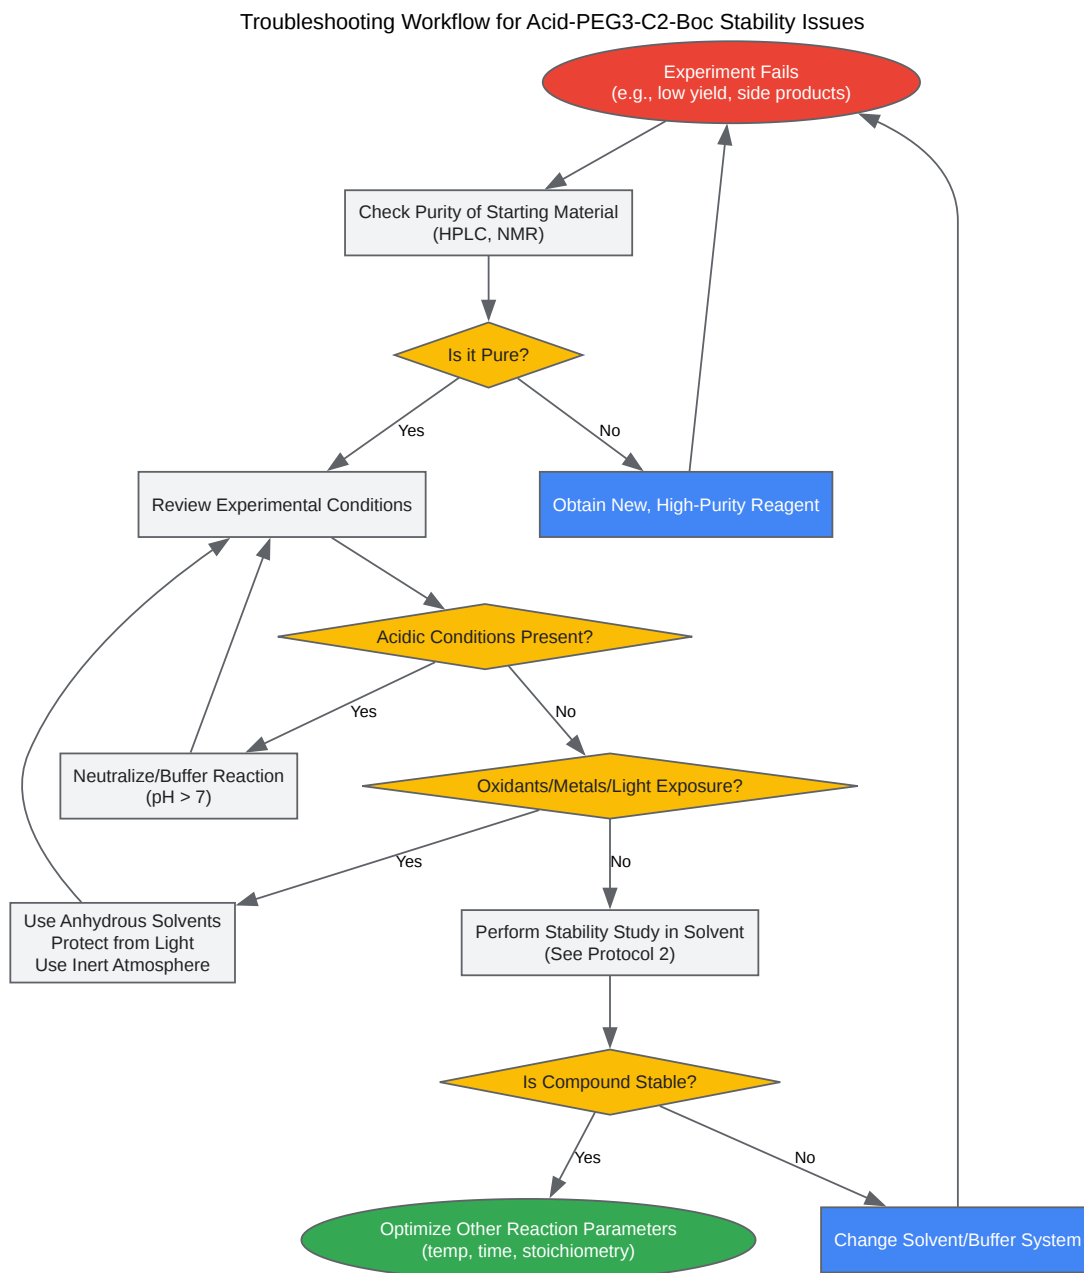 Troubleshooting Workflow for Acid-PEG3-C2-Boc Stability Issues
Experiment Fails
(e.g., low yield, side products)
Check Purity of Starting Material
(HPLC, NMR)
Is it Pure?
Yes
No
Review Experimental Conditions
Obtain New, High-Purity Reagent
Acidic Conditions Present?
Yes
No
Neutralize/Buffer Reaction
(pH > 7)
Oxidants/Metals/Light Exposure?
Yes
No
Use Anhydrous Solvents
Protect from Light
Use Inert Atmosphere
Perform Stability Study in Solvent
(See Protocol 2)
Is Compound Stable?
Yes
No
Optimize Other Reaction Parameters
(temp, time, stoichiometry)
Change Solvent/Buffer System